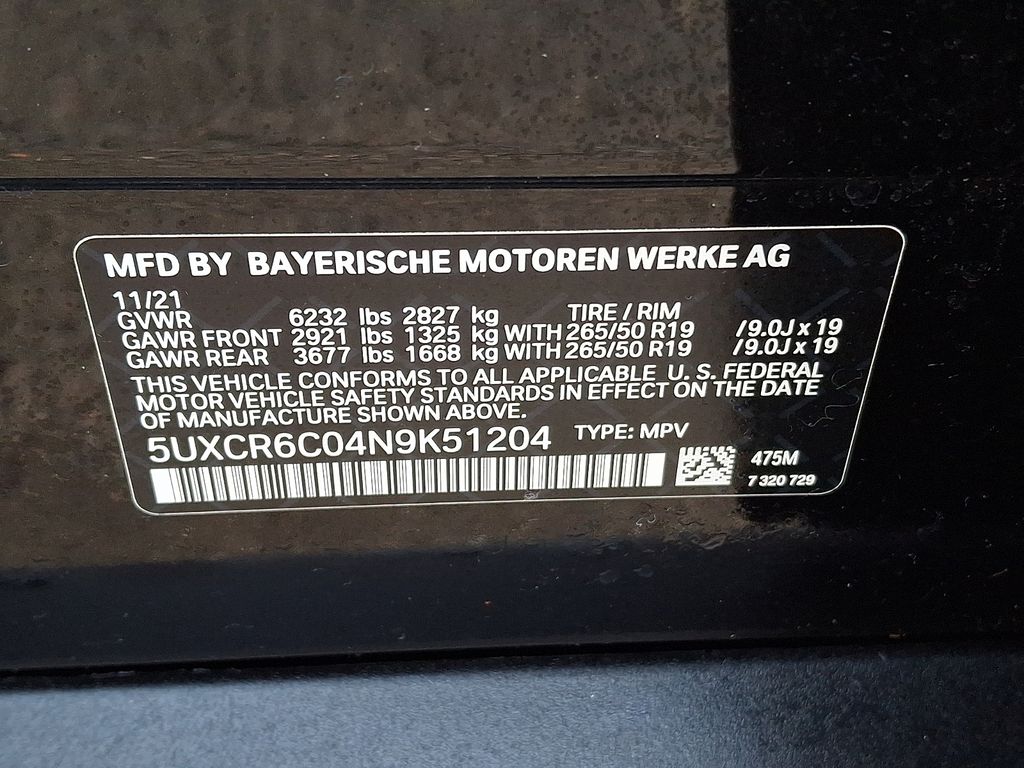 MFD BY BAYERISCHE MOTOREN WERKE AG
11/21
GVWR 6232 lbs 2827 kg TIRE / RIM
GAWR FRONT 2921 lbs 1325 kg WITH 265/50 R19 /9.0J x 19
GAWR REAR 3677 lbs 1668 kg WITH 265/50 R19 /9.0J x 19
THIS VEHICLE CONFORMS TO ALL APPLICABLE U. S. FEDERAL
MOTOR VEHICLE SAFETY STANDARDS IN EFFECT ON THE DATE
OF MANUFACTURE SHOWN ABOVE.
5UXCR6C04N9K51204 TYPE: MPV
475M
7 320 729